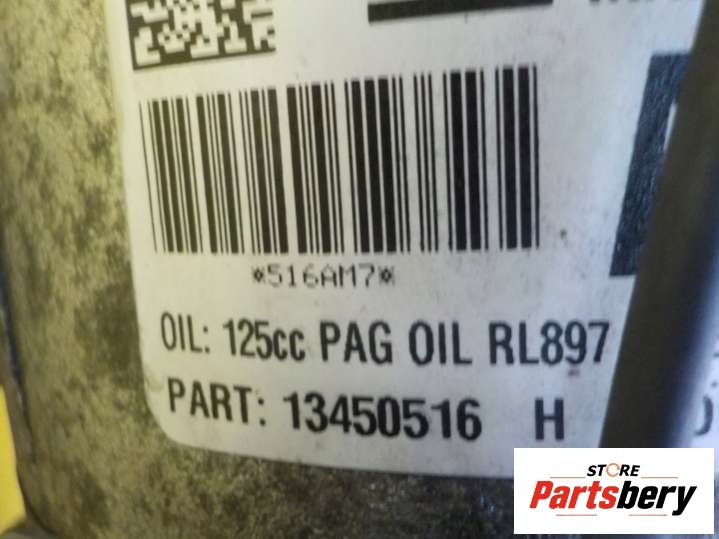 *516AM7*
OIL: 125cc PAG OIL RL897
PART: 13450516 H
STORE
Partsbery